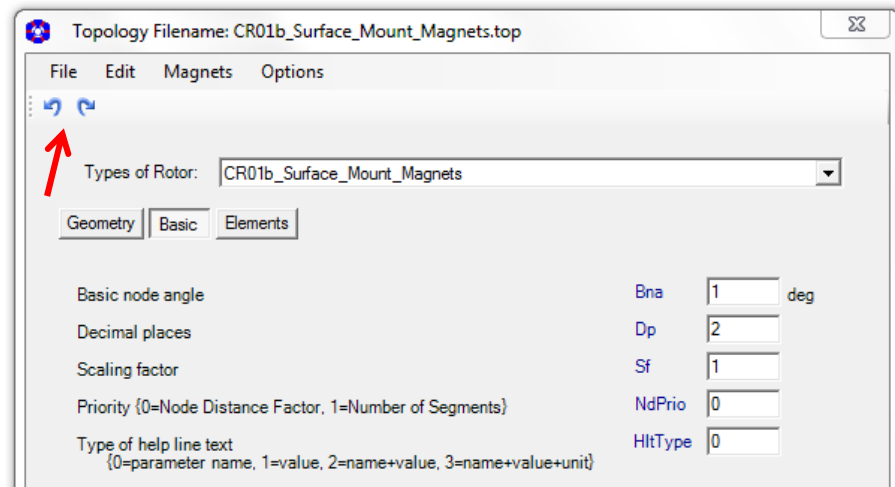 Topology Filename: CR01b_Surface_Mount_Magnets.top
File Edit Magnets Options
Types of Rotor: CR01b_Surface_Mount_Magnets
Geometry Basic Elements
Basic node angle Bna 1 deg
Decimal places Dp 2
Scaling factor Sf 1
Priority {0=Node Distance Factor, 1=Number of Segments} NdPrio 0
Type of help line text HltType 0
{0=parameter name, 1=value, 2=name+value, 3=name+value+unit}